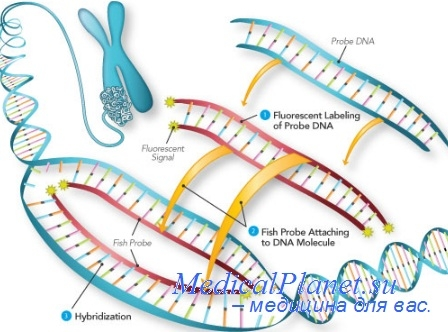 Probe DNA
1 Fluorescent Labeling
of Probe DNA
Fluorescent
Signal
2 Fish Probe Attaching
to DNA Molecule
Fish Probe
3 Hybridization
MedicalPlanet.su
– медицина для вас.